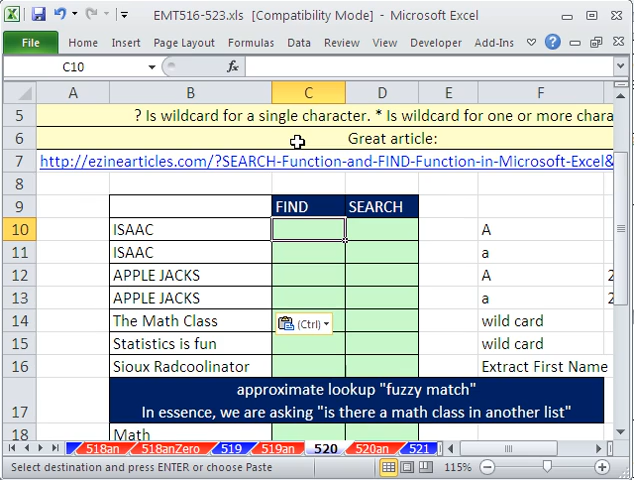 EMT516-523.xls [Compatibility Mode] - Microsoft Excel
File Home Insert Page Layout Formulas Data Review View Developer Add-Ins
C10 fx
A B C D E F
5 ? Is wildcard for a single character. * Is wildcard for one or more chara
6 Great article:
7 http://ezinearticles.com/?SEARCH-Function-and-FIND-Function-in-Microsoft-Excel&
8
9 FIND SEARCH
10 ISAAC A
11 ISAAC a
12 APPLE JACKS A 2
13 APPLE JACKS a 2
14 The Math Class (Ctrl) wild card
15 Statistics is fun wild card
16 Sioux Radcoolinator Extract First Name
approximate lookup "fuzzy match"
17 In essence, we are asking "is there a math class in another list"
18 Math
518an 518anZero 519 519an 520 520an 521
Select destination and press ENTER or choose Paste 115%